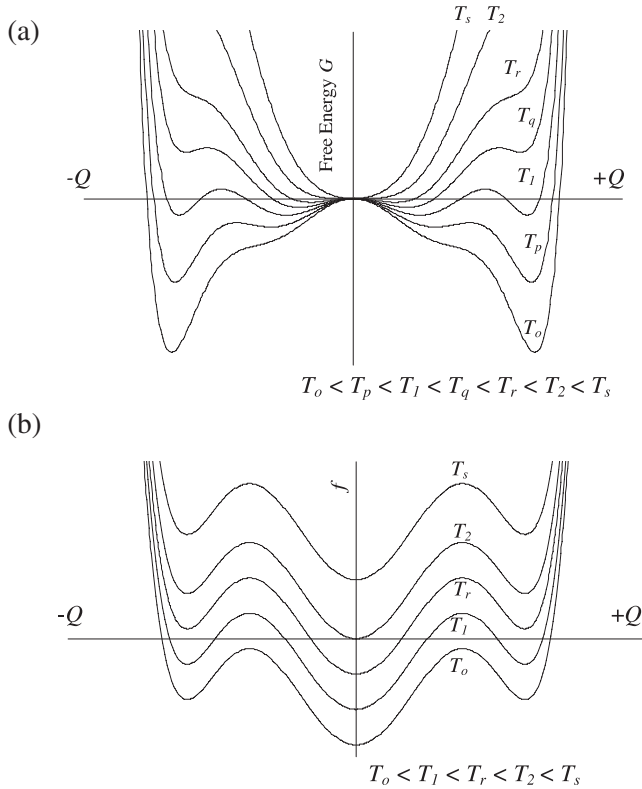 (a)
T_s T_2
Free Energy G
T_r
T_q
-Q T_1 +Q
T_p
T_o
T_o < T_p < T_1 < T_q < T_r < T_2 < T_s
(b)
f
T_s
T_2
T_r
-Q T_1 +Q
T_o
T_o < T_1 < T_r < T_2 < T_s